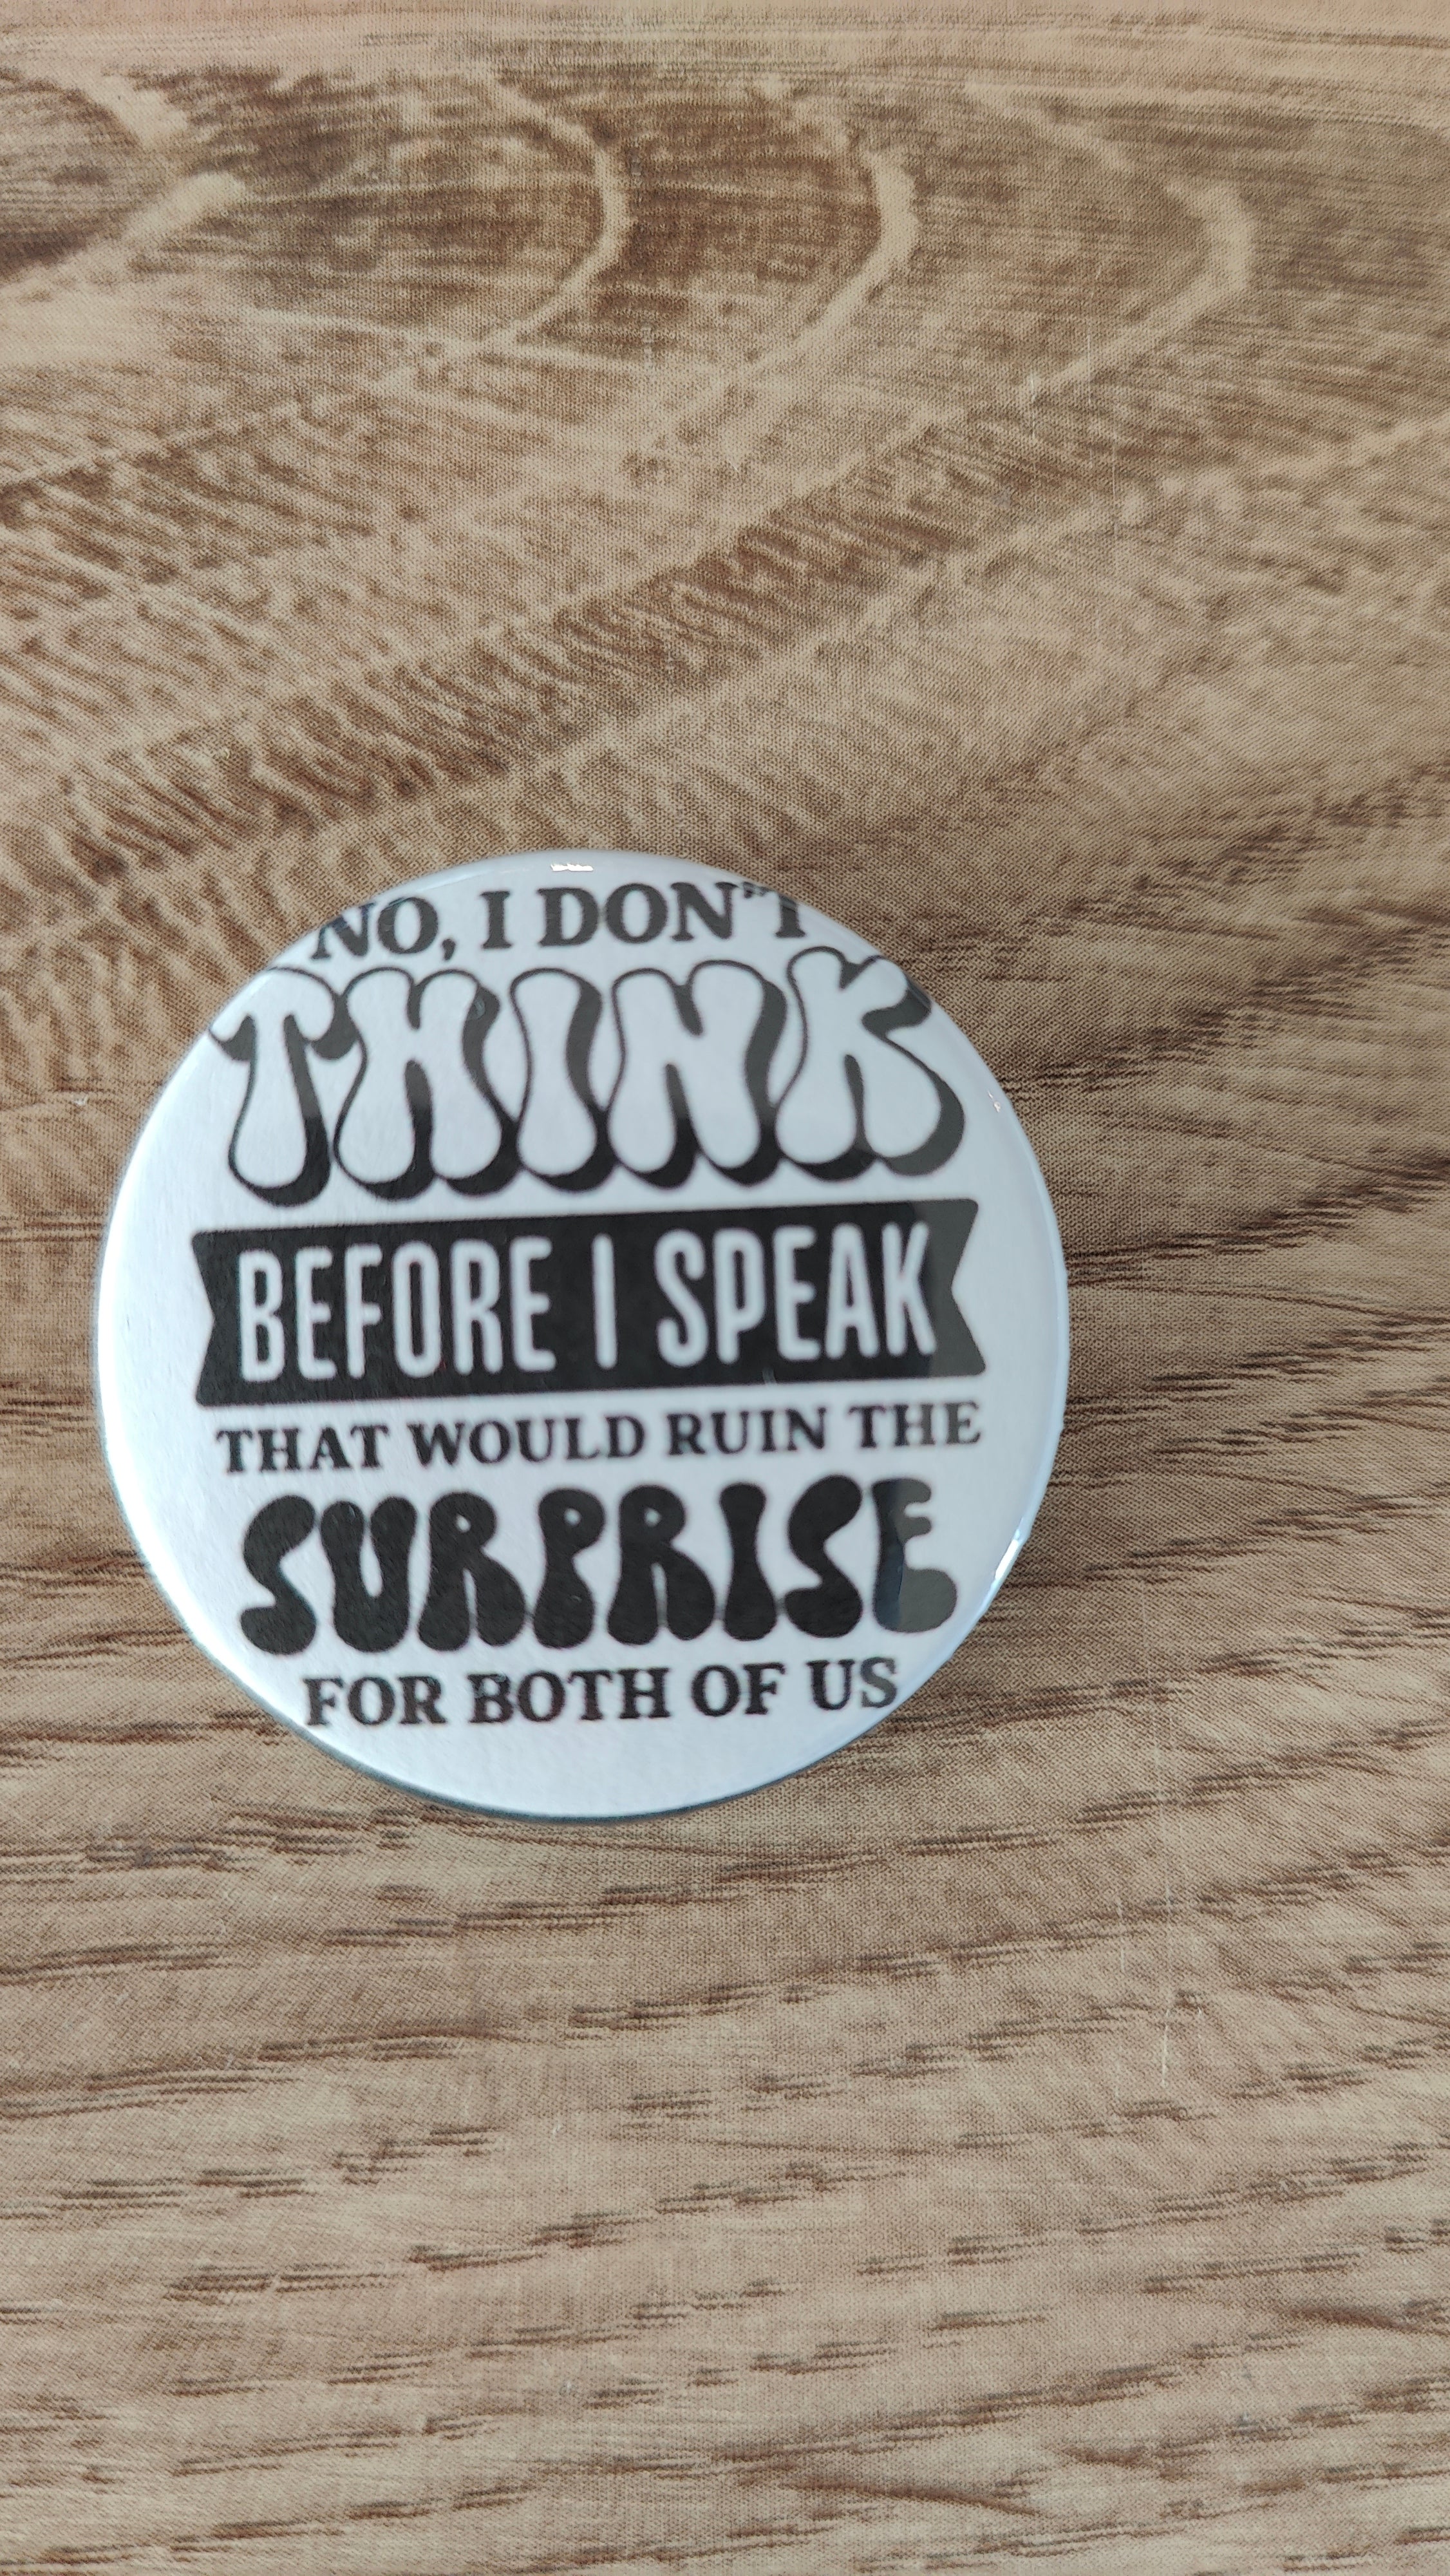 NO, I DON'T
THINK
BEFORE I SPEAK
THAT WOULD RUIN THE
SURPRISE
FOR BOTH OF US